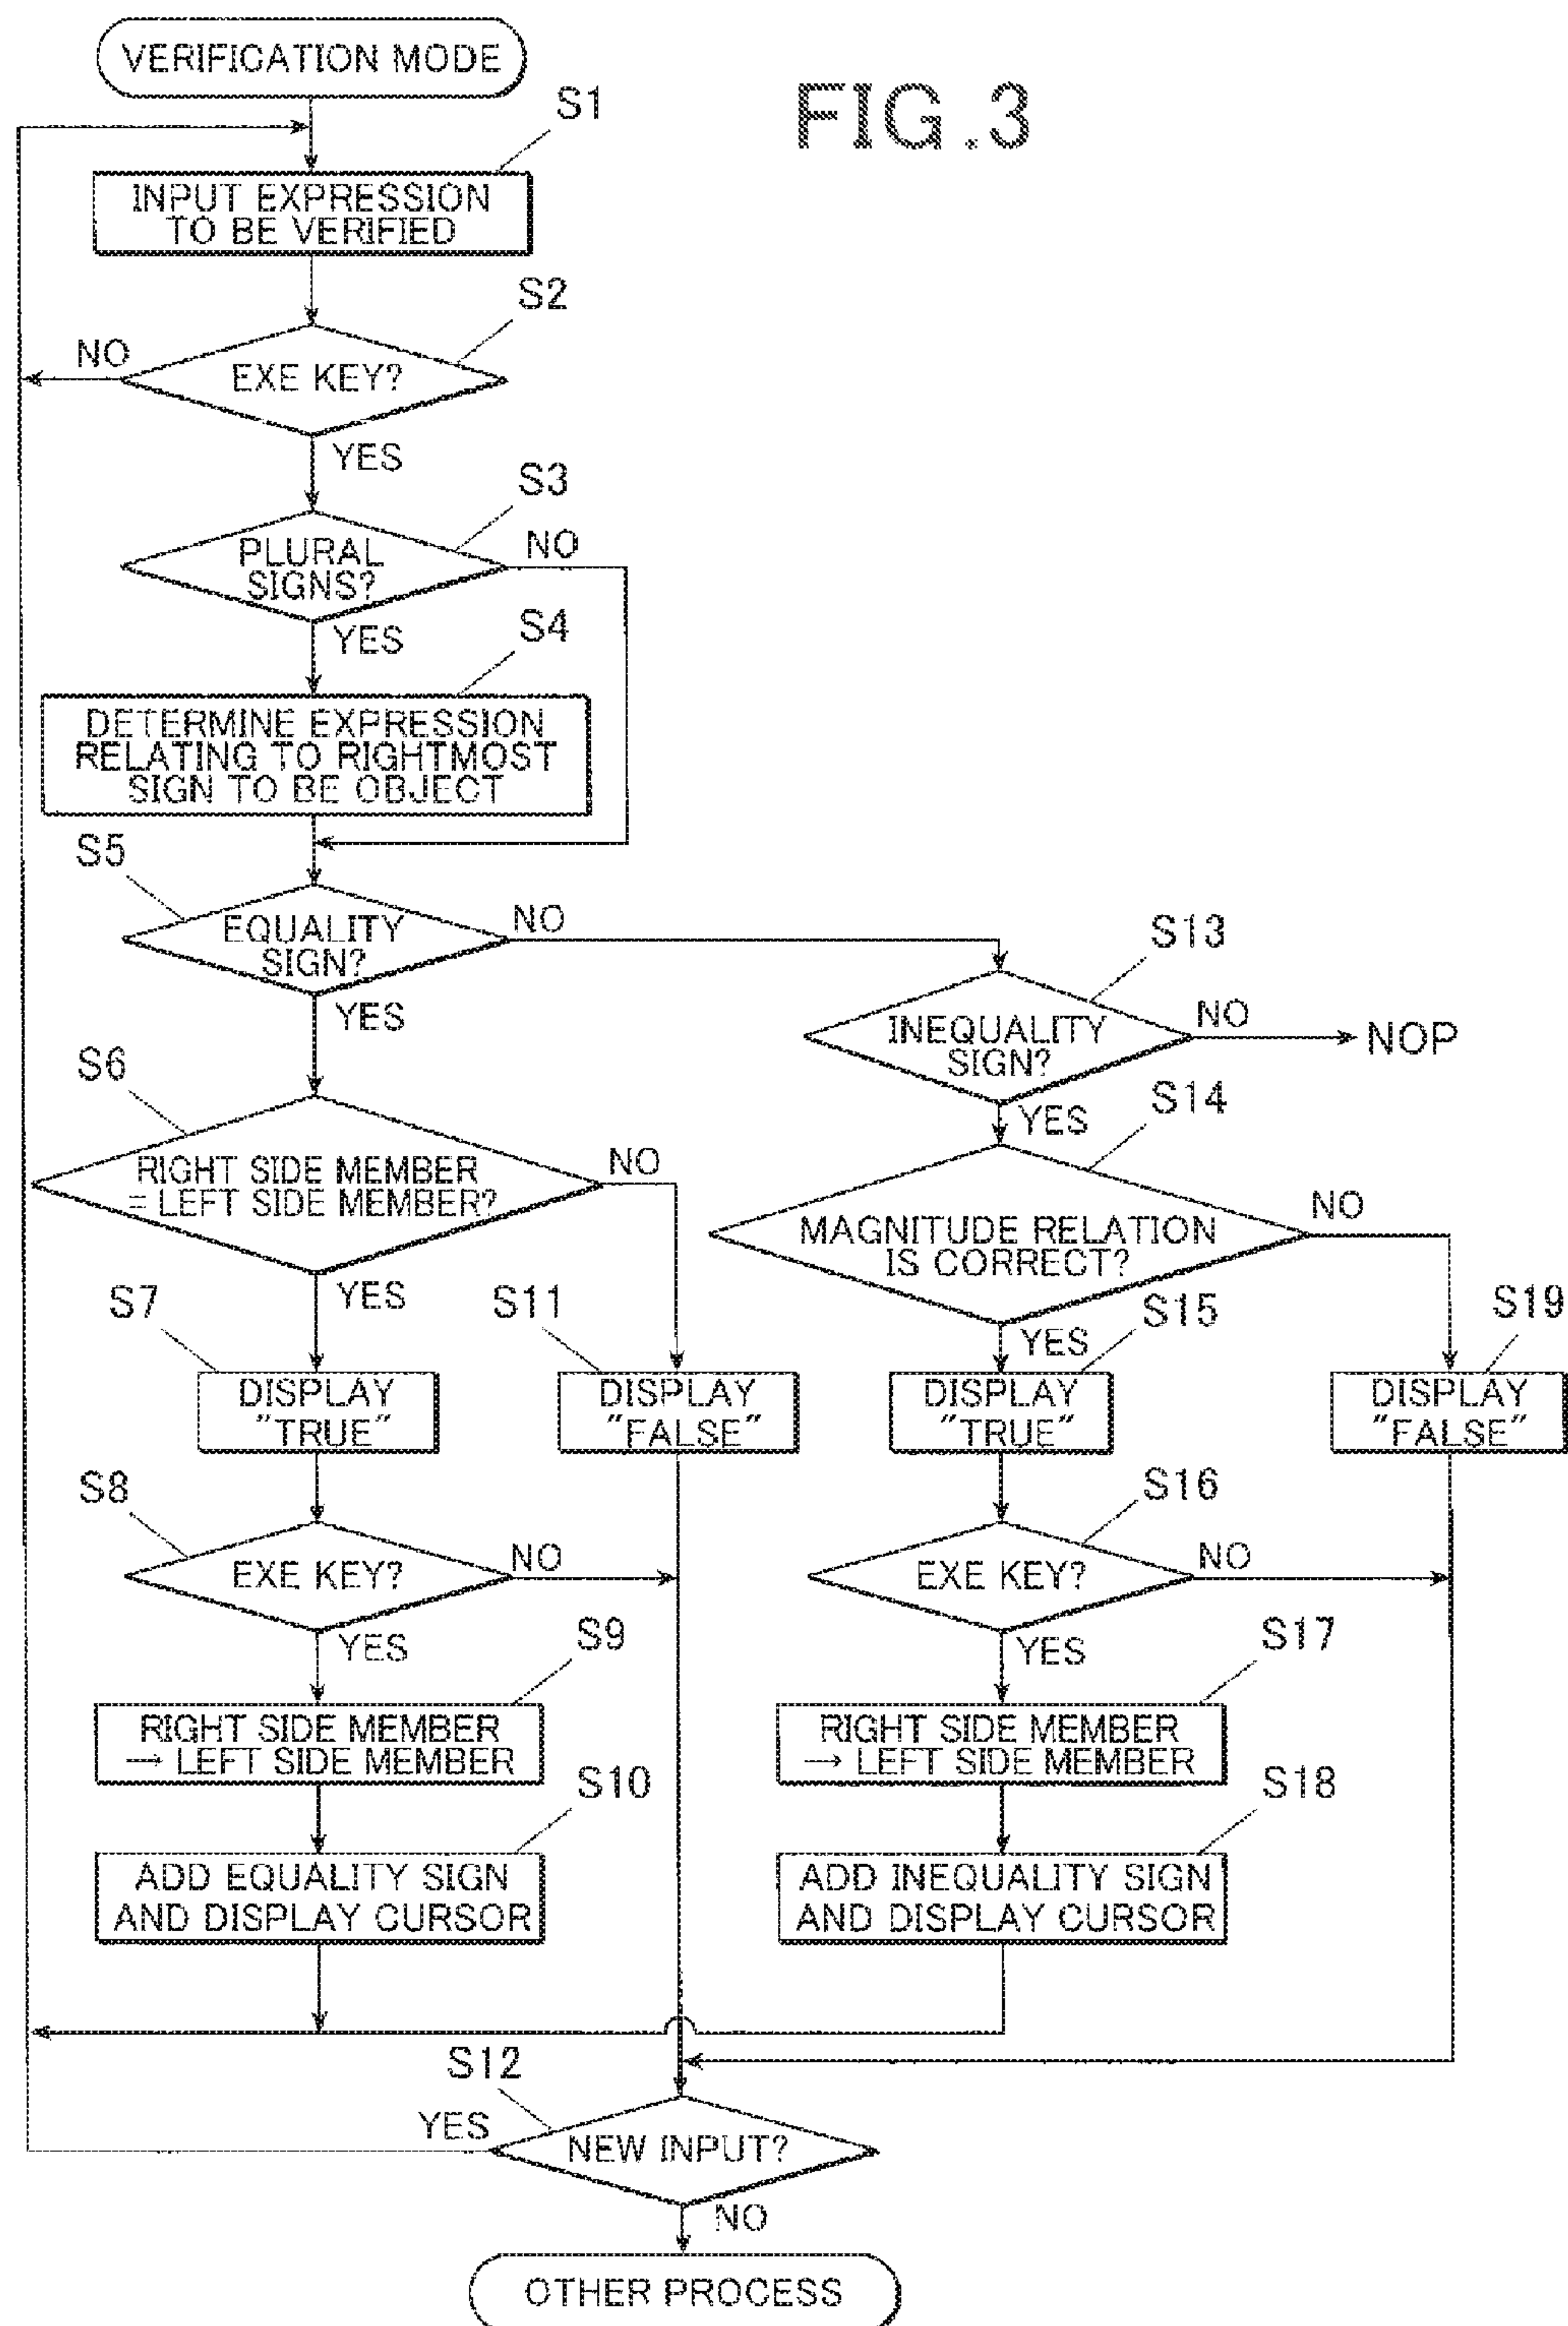 VERIFICATION MODE
FIG.3
S1
INPUT EXPRESSION
TO BE VERIFIED
S2
NO
EXE KEY?
YES
S3
PLURAL
SIGNS?
NO
YES
S4
DETERMINE EXPRESSION
RELATING TO RIGHTMOST
SIGN TO BE OBJECT
S5
EQUALITY
SIGN?
NO
YES
S13
INEQUALITY
SIGN?
NO
NOP
YES
S6
RIGHT SIDE MEMBER
= LEFT SIDE MEMBER?
NO
YES
S14
MAGNITUDE RELATION
IS CORRECT?
NO
YES
S7
DISPLAY
"TRUE"
S11
DISPLAY
"FALSE"
S15
DISPLAY
"TRUE"
S19
DISPLAY
"FALSE"
S8
EXE KEY?
NO
YES
S16
EXE KEY?
NO
YES
S9
RIGHT SIDE MEMBER
→ LEFT SIDE MEMBER
S17
RIGHT SIDE MEMBER
→ LEFT SIDE MEMBER
S10
ADD EQUALITY SIGN
AND DISPLAY CURSOR
S18
ADD INEQUALITY SIGN
AND DISPLAY CURSOR
S12
YES
NEW INPUT?
NO
OTHER PROCESS